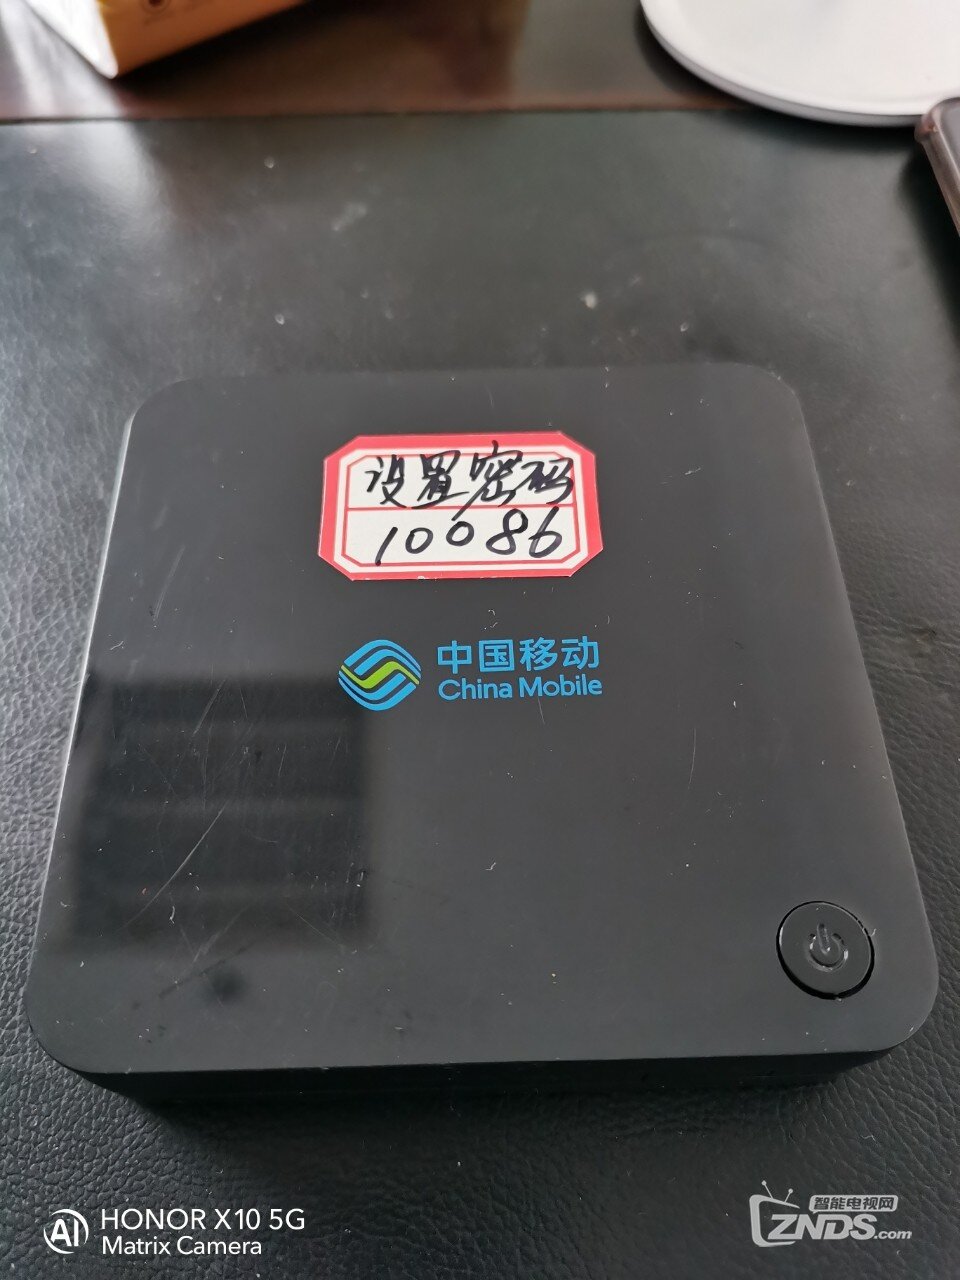 设置密码
10086
中国移动
China Mobile
HONOR X10 5G
Matrix Camera
智能电视网
ZNDS.com